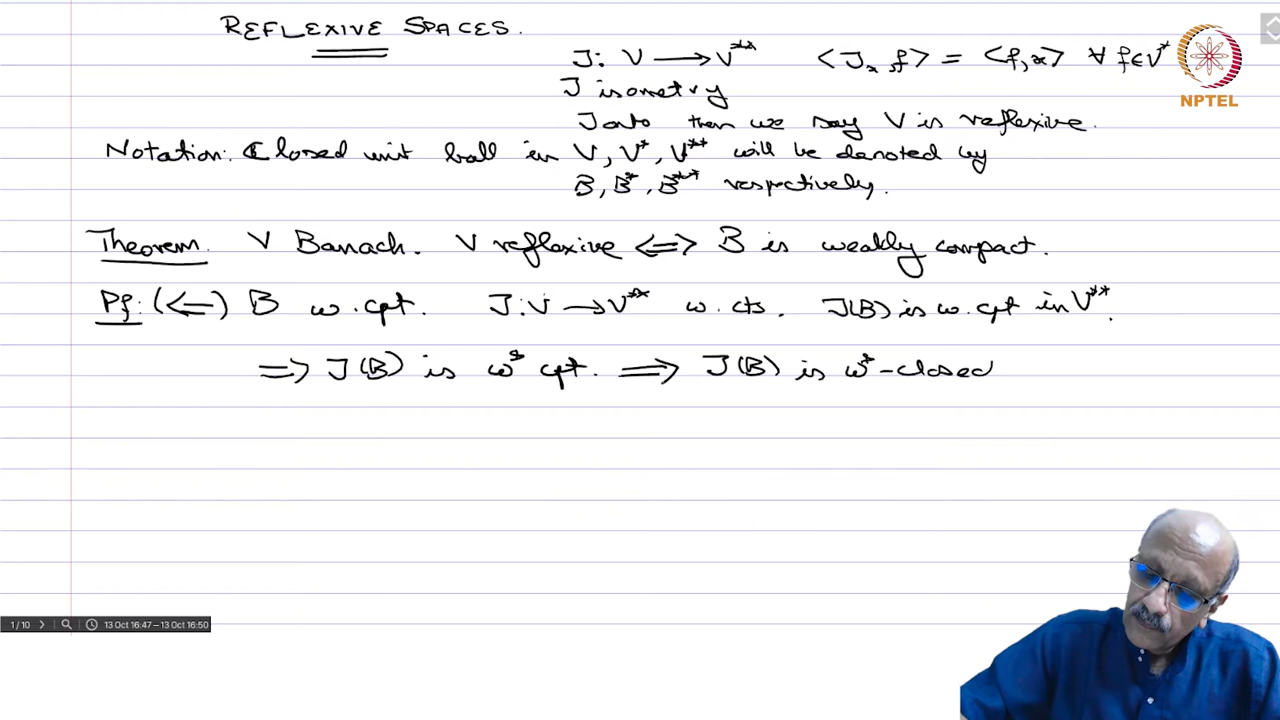 REFLEXIVE SPACES.
J: V ⟶ V** <Jx, f> = <f,x> ∀ f∈V*
J isometry
J onto then we say V is reflexive.
Notation: Closed unit ball in V, V*, V** will be denoted by
B, B*, B** respectively.
Theorem. V Banach. V reflexive ⟺ B is weakly compact.
Pf: (⟸) B w.cpt. J: V → V** w. cts. J(B) is w.cpt in V**.
⟹ J(B) is w* cpt. ⟹ J(B) is w*-closed
NPTEL
1 / 10 13 Oct 16:47 – 13 Oct 16:50